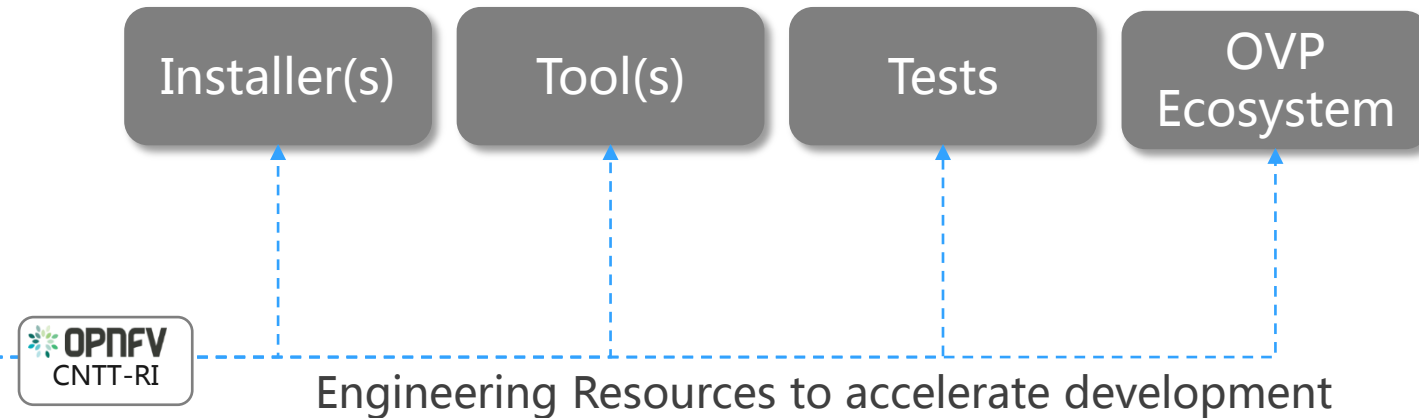 Installer(s)
Tool(s)
Tests
OVP
Ecosystem
OPNFV
CNTT-RI
Engineering Resources to accelerate development